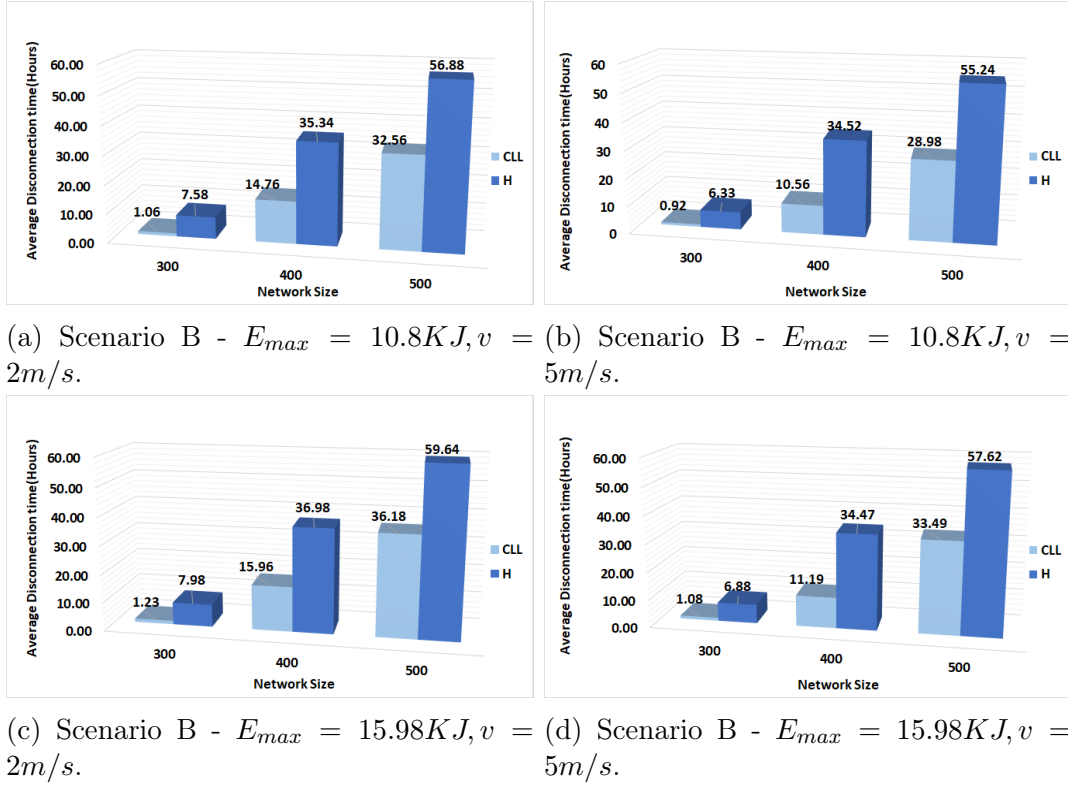 Average Disconnection time(Hours)
60.00
50.00
40.00
30.00
20.00
10.00
0.00
1.06
7.58
14.76
35.34
32.56
56.88
300
400
500
Network Size
CLL
H
Average Disconnection time(Hours)
60
50
40
30
20
10
0
0.92
6.33
10.56
34.52
28.98
55.24
300
400
500
Network Size
CLL
H
(a) Scenario B - E_{max} = 10.8KJ, v =
2m/s.
(b) Scenario B - E_{max} = 10.8KJ, v =
5m/s.
Average Disconnection time(Hours)
60.00
50.00
40.00
30.00
20.00
10.00
0.00
1.23
7.98
15.96
36.98
36.18
59.64
300
400
500
Network Size
CLL
H
Average Disconnection time(Hours)
60.00
50.00
40.00
30.00
20.00
10.00
0.00
1.08
6.88
11.19
34.47
33.49
57.62
300
400
500
Network Size
CLL
H
(c) Scenario B - E_{max} = 15.98KJ, v =
2m/s.
(d) Scenario B - E_{max} = 15.98KJ, v =
5m/s.